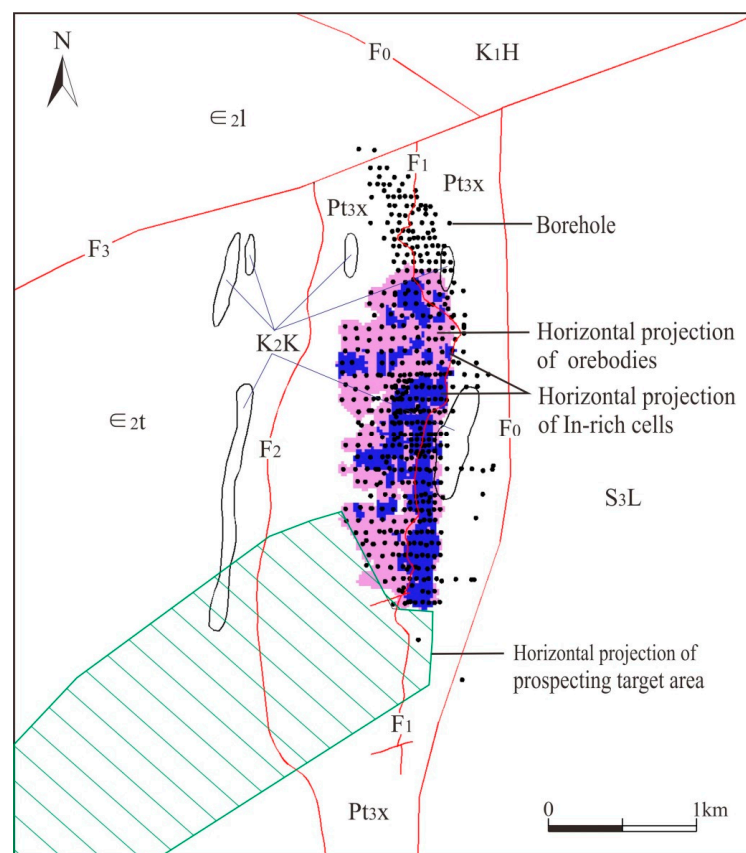 N
F0
K1H
∈2l
F1
Pt3x
Pt3x
Borehole
F3
Horizontal projection
of orebodies
K2K
Horizontal projection
of In-rich cells
∈2t
F2
F0
S3L
Horizontal projection of
prospecting target area
F1
Pt3x
0
1km